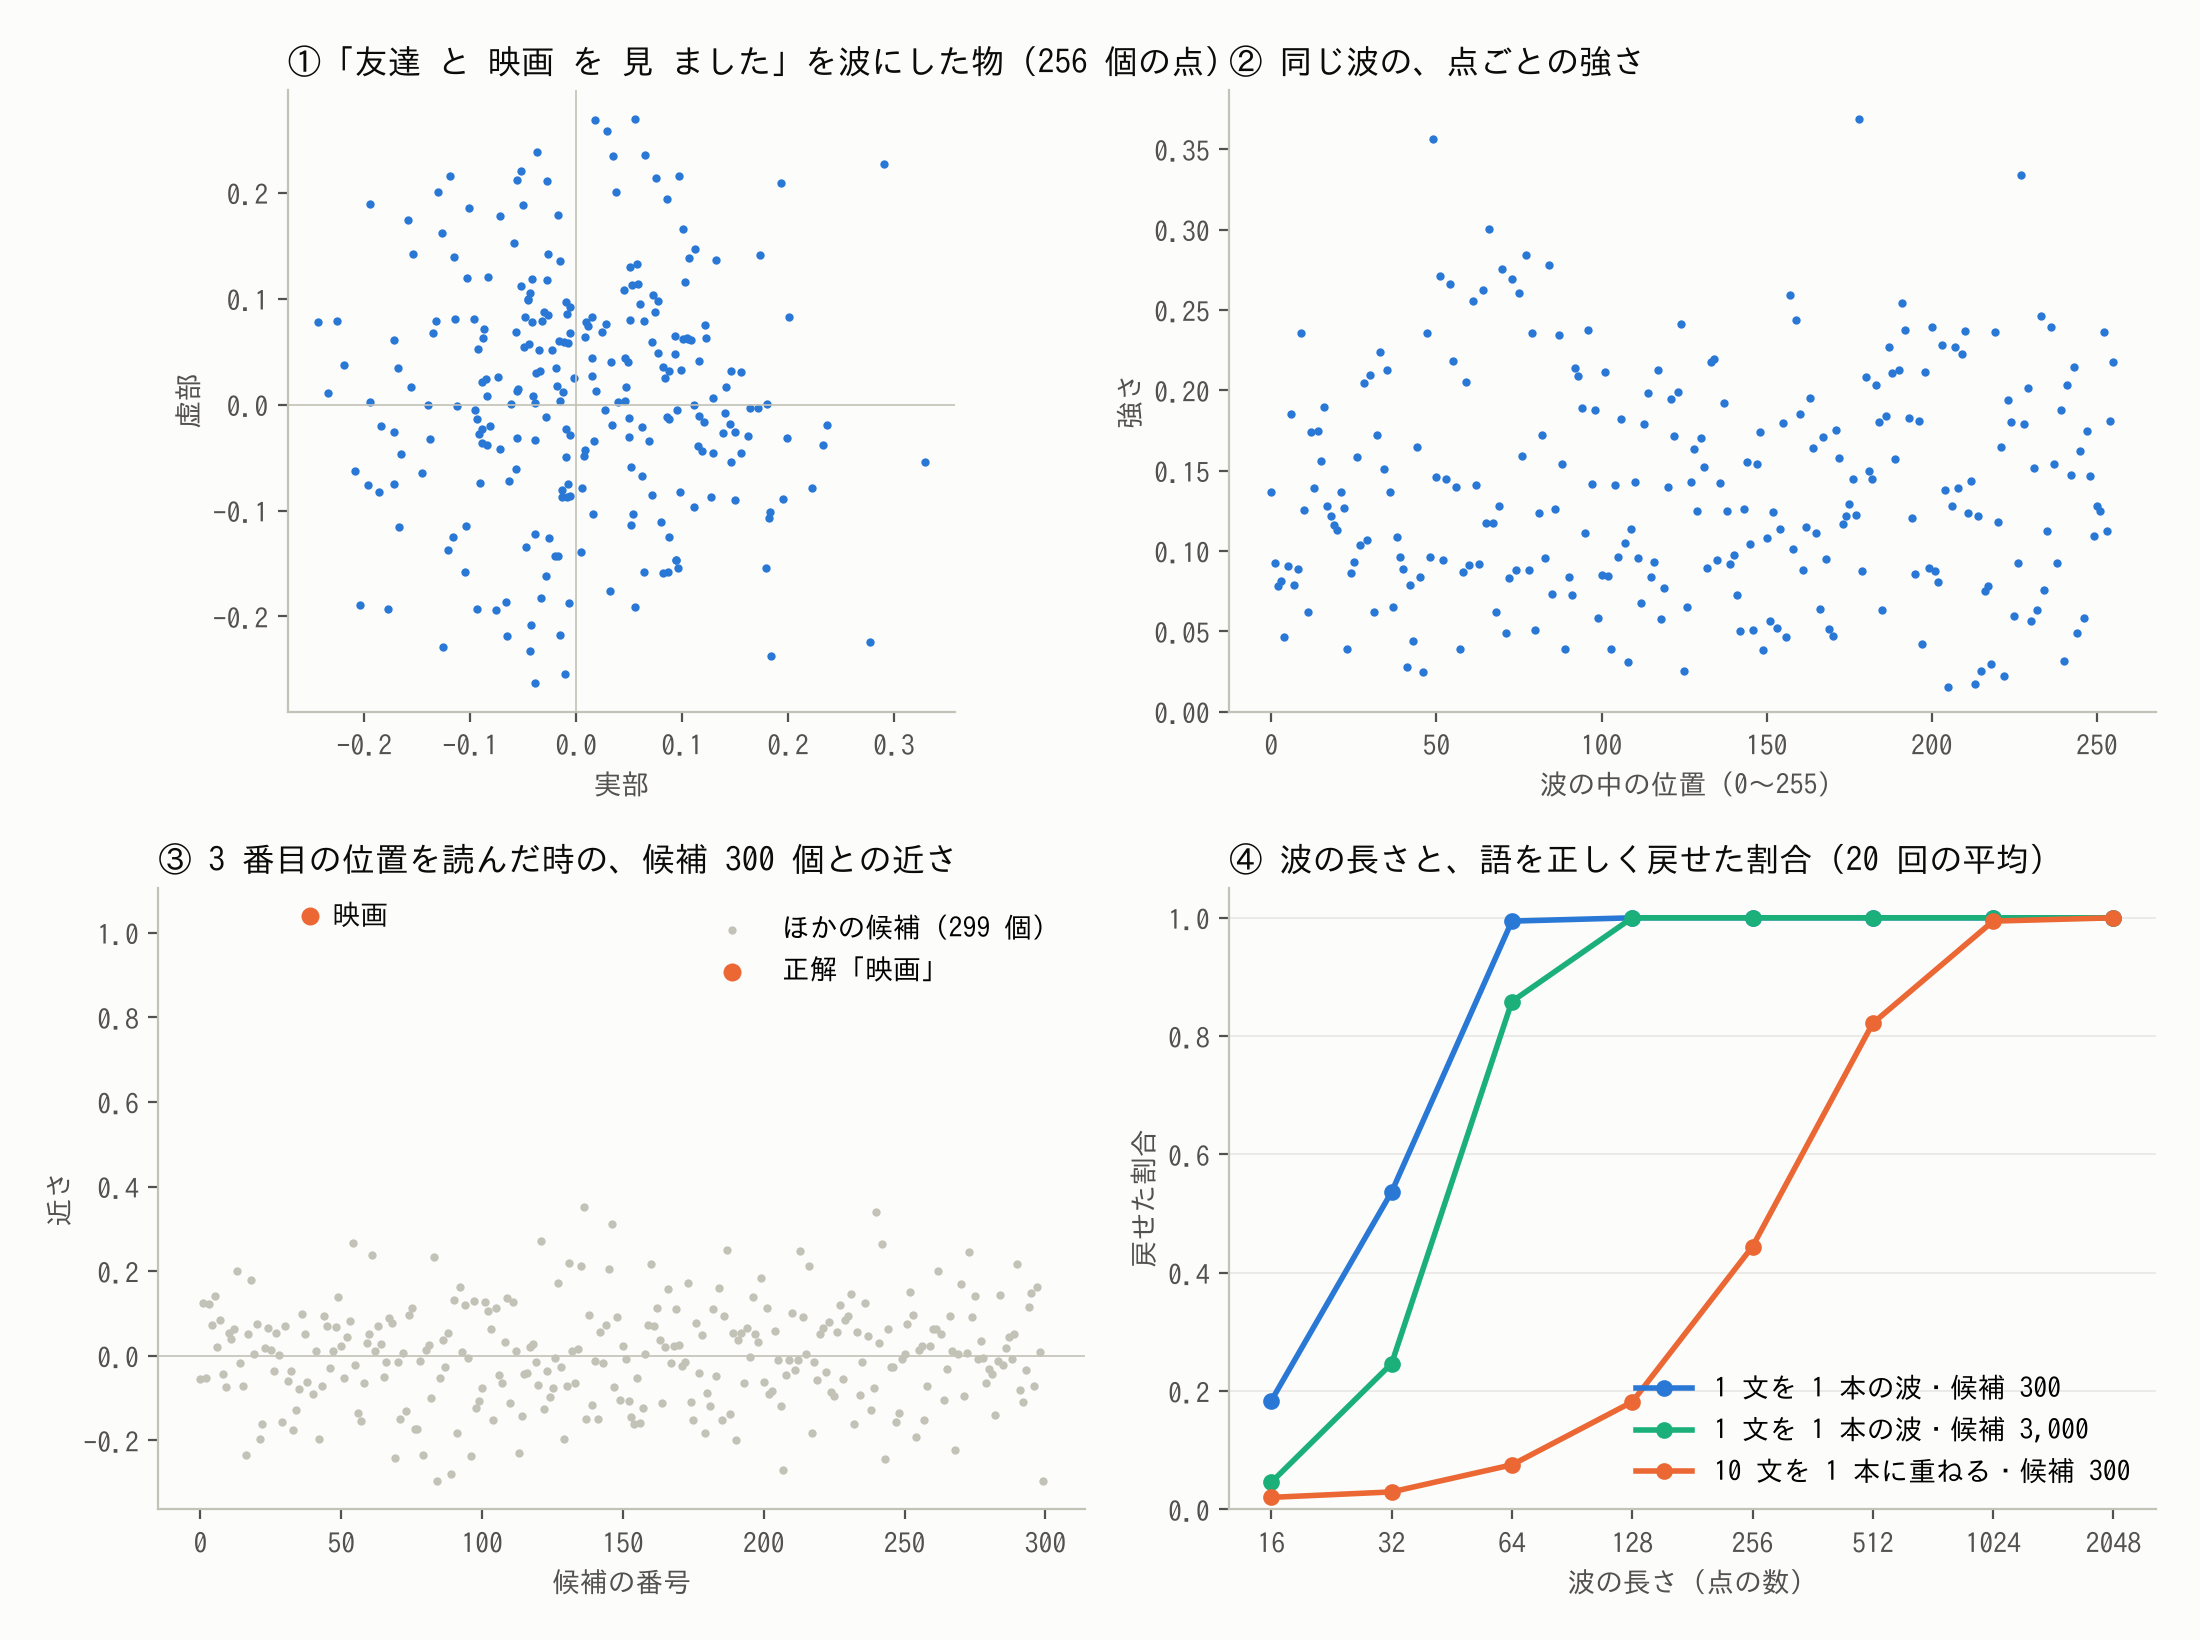 ①「友達 と 映画 を 見 ました」を波にした物（256 個の点）
0.2
0.1
0.0
-0.1
-0.2
虚部
-0.2 -0.1 0.0 0.1 0.2 0.3
実部
② 同じ波の、点ごとの強さ
0.35
0.30
0.25
0.20
0.15
0.10
0.05
0.00
強さ
0 50 100 150 200 250
波の中の位置（0〜255）
③ 3 番目の位置を読んだ時の、候補 300 個との近さ
映画
ほかの候補（299 個）
正解「映画」
1.0
0.8
0.6
0.4
0.2
0.0
-0.2
近さ
0 50 100 150 200 250 300
候補の番号
④ 波の長さと、語を正しく戻せた割合（20 回の平均）
1.0
0.8
0.6
0.4
0.2
0.0
戻せた割合
1 文を 1 本の波・候補 300
1 文を 1 本の波・候補 3,000
10 文を 1 本に重ねる・候補 300
16 32 64 128 256 512 1024 2048
波の長さ（点の数）